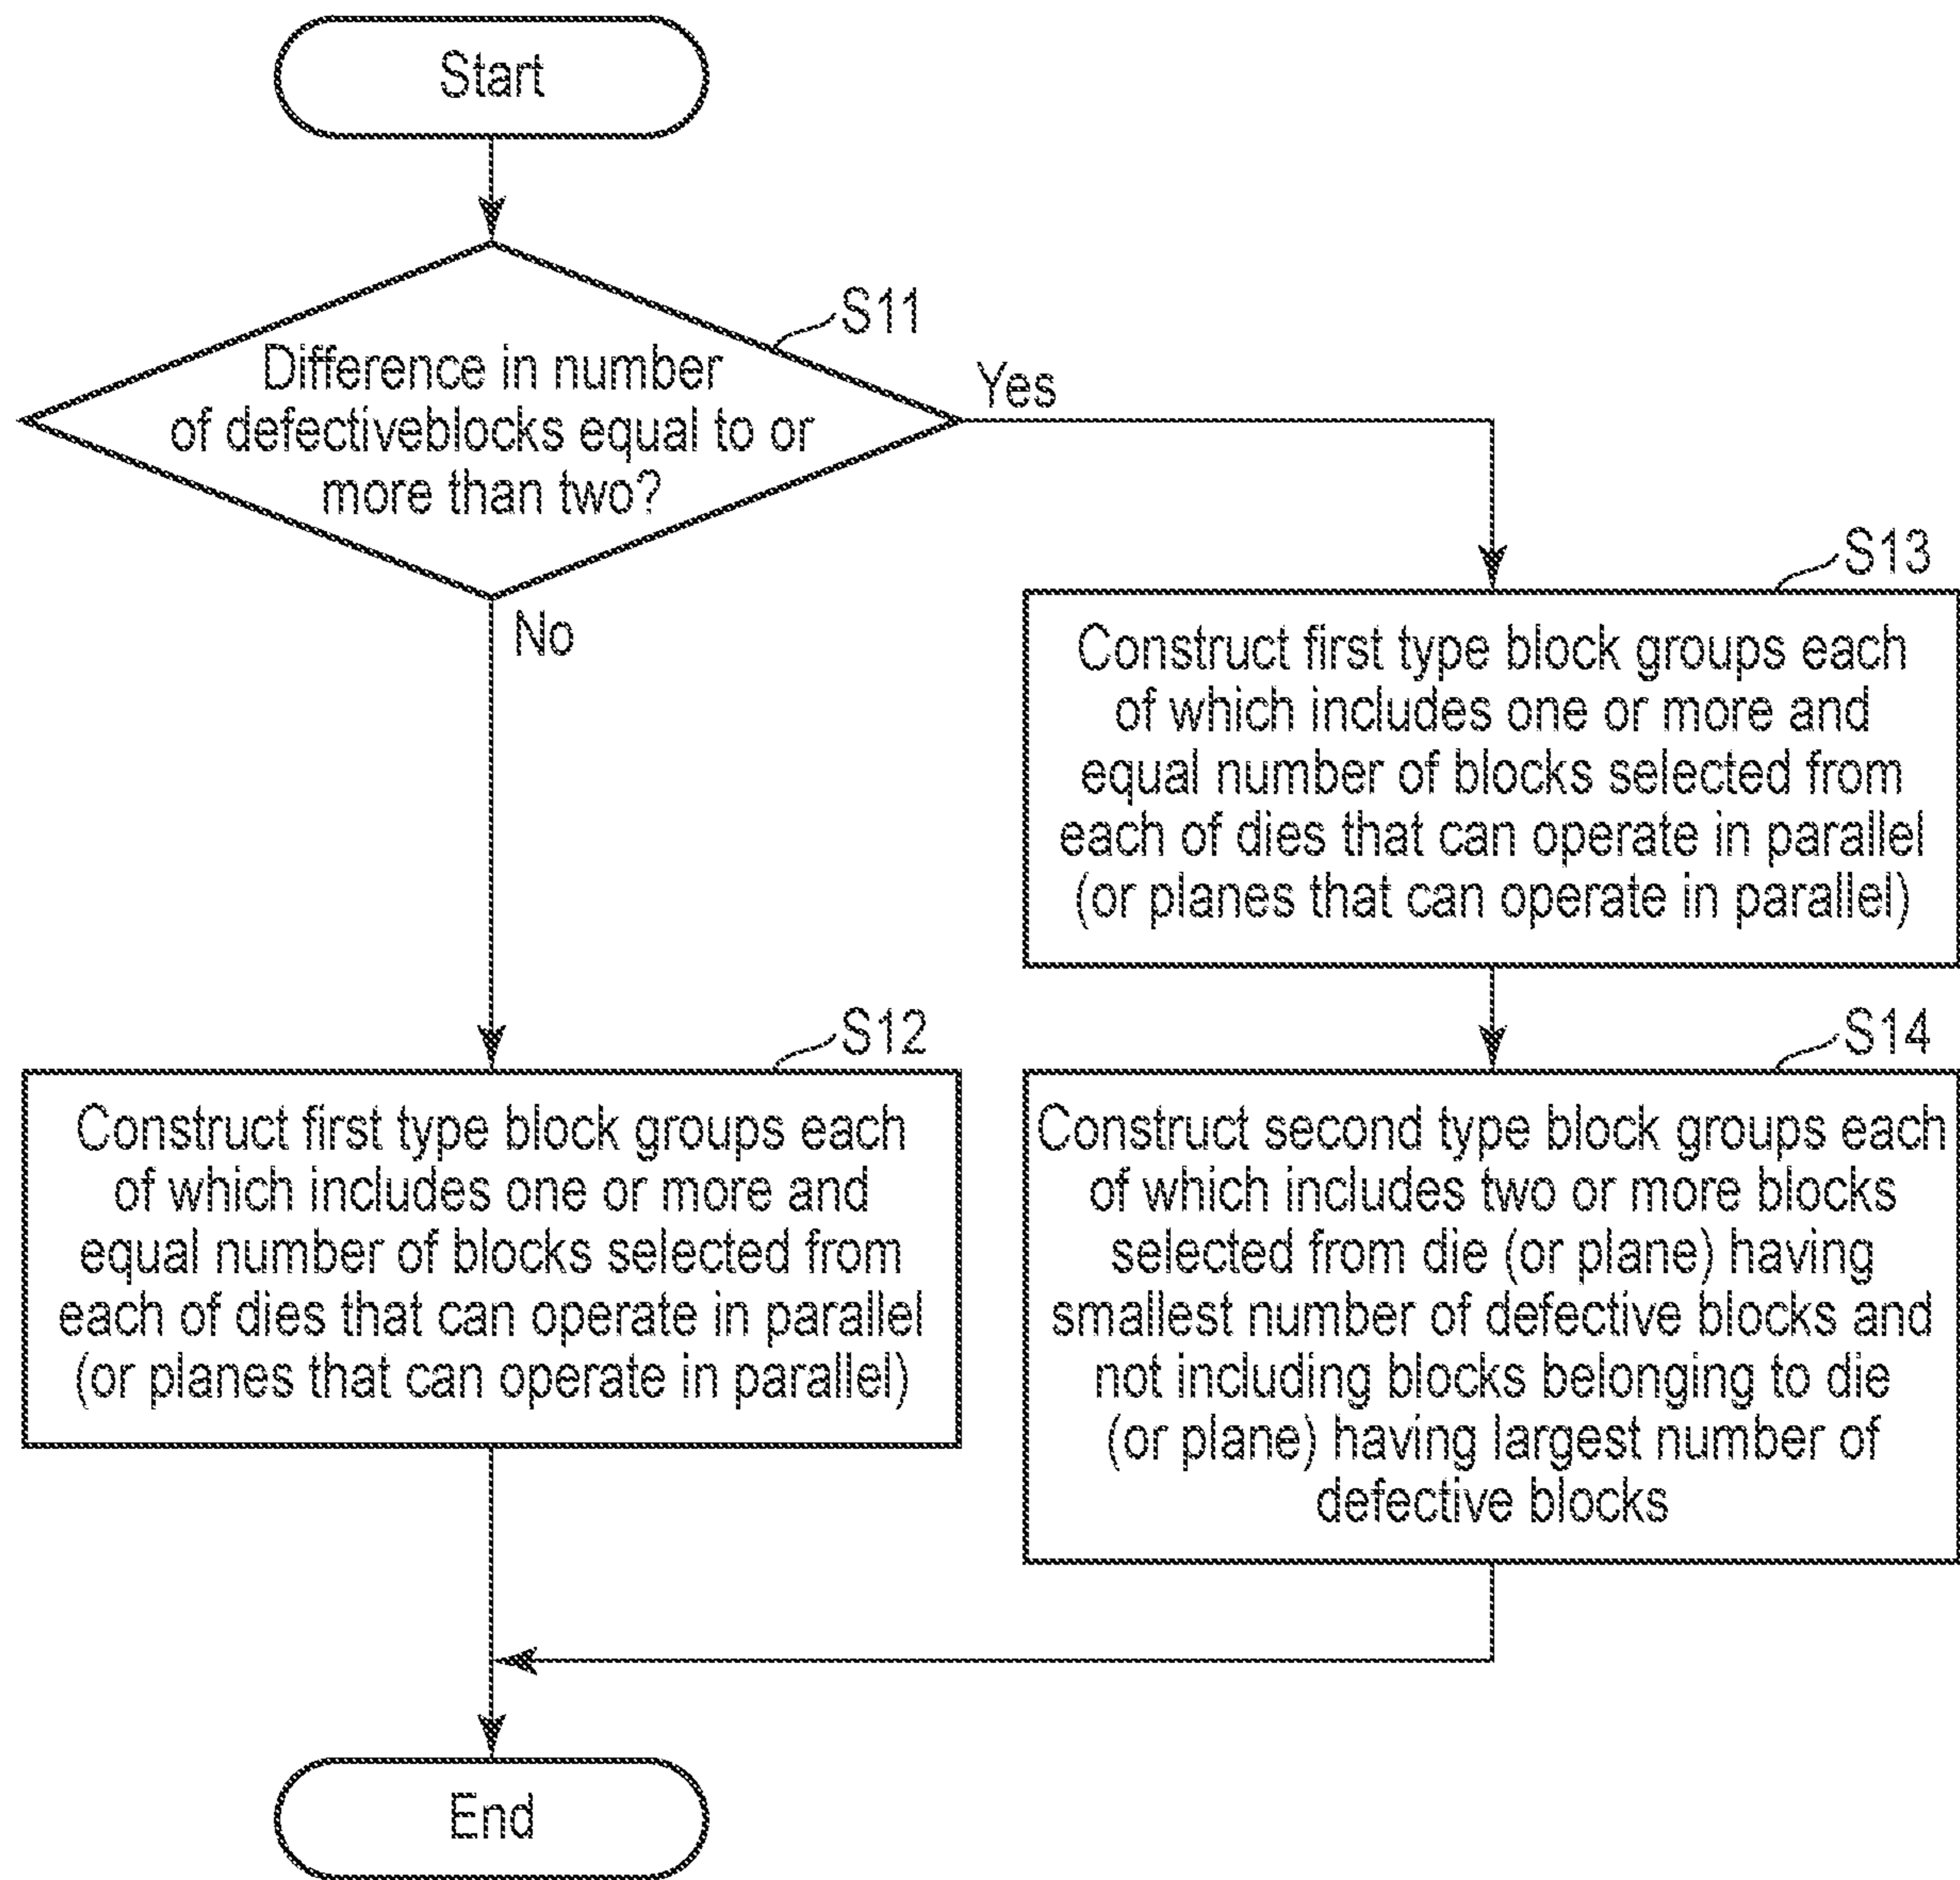 Start
S11
Difference in number
of defectiveblocks equal to or
more than two?
Yes
No
S13
Construct first type block groups each
of which includes one or more and
equal number of blocks selected from
each of dies that can operate in parallel
(or planes that can operate in parallel)
S12
Construct first type block groups each
of which includes one or more and
equal number of blocks selected from
each of dies that can operate in parallel
(or planes that can operate in parallel)
S14
Construct second type block groups each
of which includes two or more blocks
selected from die (or plane) having
smallest number of defective blocks and
not including blocks belonging to die
(or plane) having largest number of
defective blocks
End